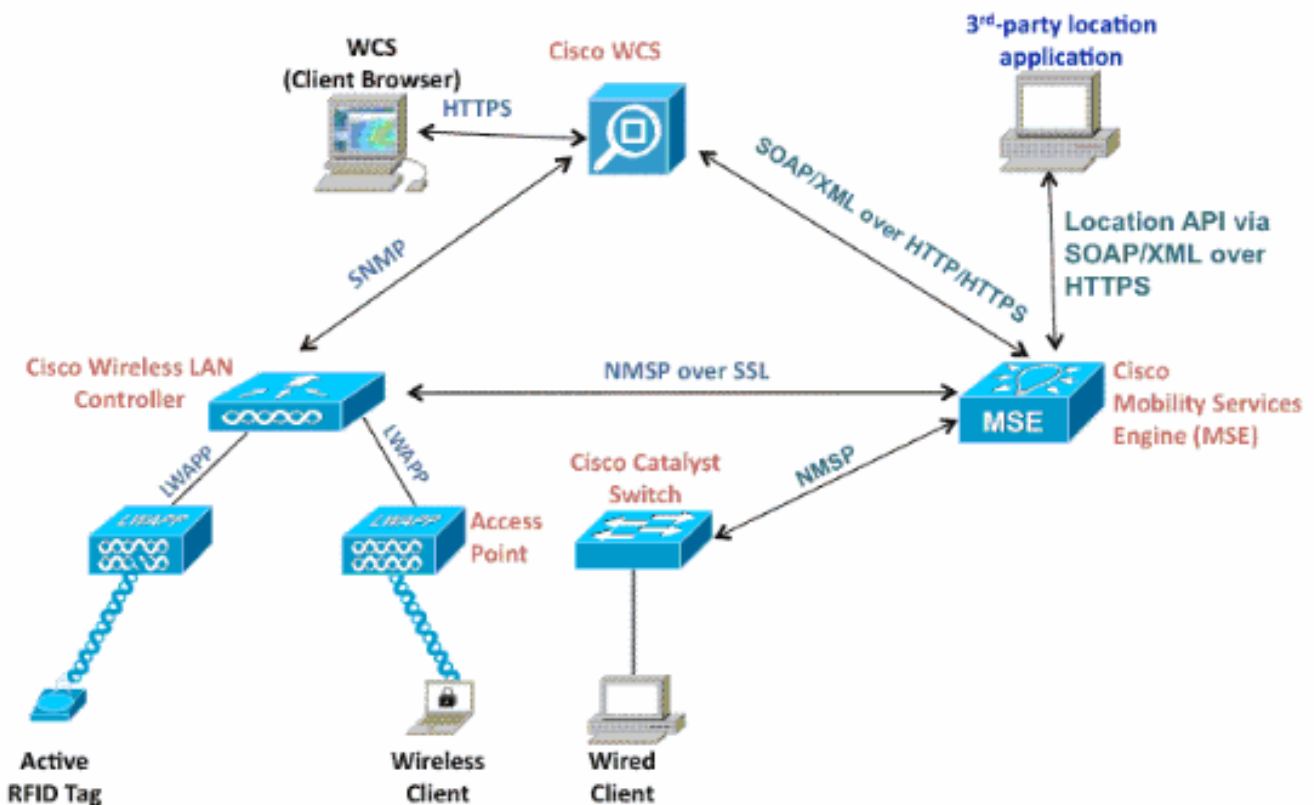 WCS
(Client Browser)
Cisco WCS
3rd-party location
application
HTTPS
SOAP/XML over HTTP/HTTPS
Location API via
SOAP/XML over
HTTPS
SNMP
Cisco Wireless LAN
Controller
NMSP over SSL
Cisco
Mobility Services
Engine (MSE)
MSE
LWAPP
LWAPP
Cisco Catalyst
Switch
NMSP
LWAPP
LWAPP
Access
Point
Active
RFID Tag
Wireless
Client
Wired
Client